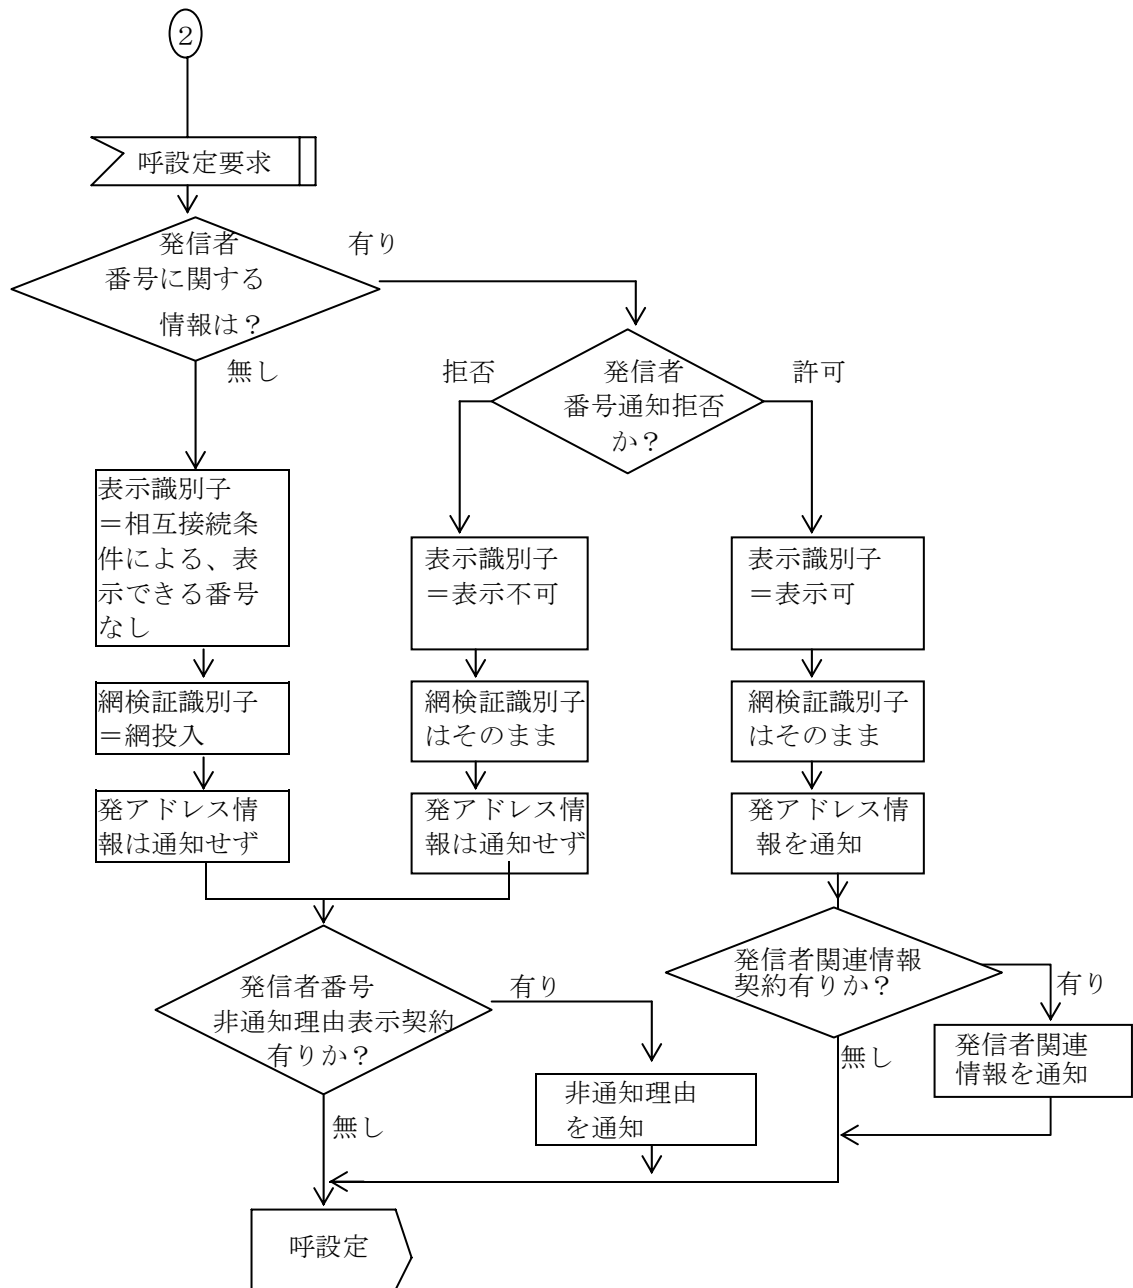 2
呼設定要求
発信者
番号に関する
情報は？
有り
無し
発信者
番号通知拒否
か？
拒否
許可
表示識別子
＝相互接続条
件による、表
示できる番号
なし
表示識別子
＝表示不可
表示識別子
＝表示可
網検証識別子
＝網投入
網検証識別子
はそのまま
網検証識別子
はそのまま
発アドレス情
報は通知せず
発アドレス情
報は通知せず
発アドレス情
報を通知
発信者番号
非通知理由表示契約
有りか？
有り
無し
発信者関連情報
契約有りか？
有り
無し
発信者関連
情報を通知
非通知理由
を通知
呼設定